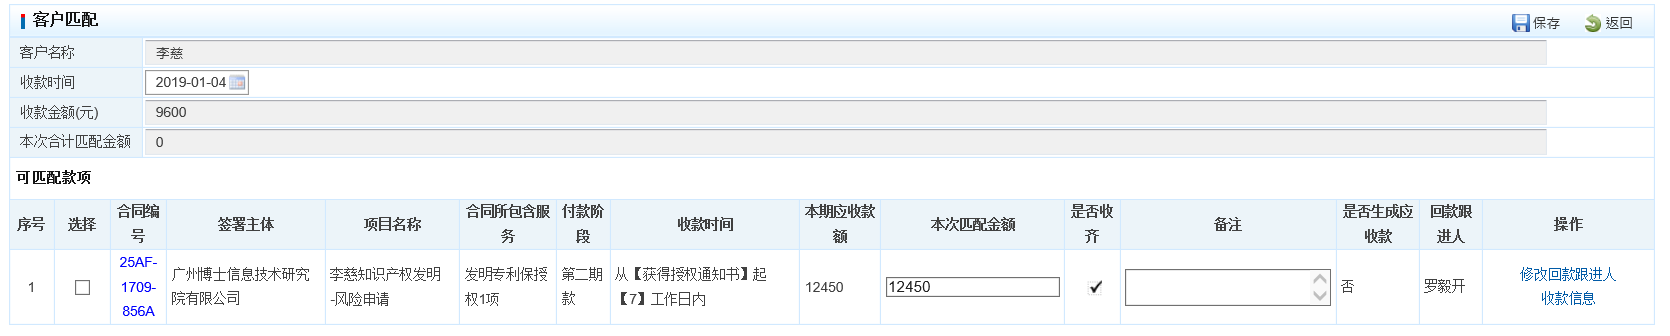 客户匹配
保存 返回
客户名称 李慈
收款时间 2019-01-04
收款金额(元) 9600
本次合计匹配金额 0
可匹配款项
序号 选择 合同编号 签署主体 项目名称 合同所包含服务 付款阶段 收款时间 本期应收款额 本次匹配金额 是否收齐 备注 是否生成应收款 回款跟进人 操作
1 25AF-1709-856A 广州博士信息技术研究院有限公司 李慈知识产权发明-风险申请 发明专利保授权1项 第二期款 从【获得授权通知书】起【7】工作日内 12450 12450 否 罗毅开 修改回款跟进人
收款信息